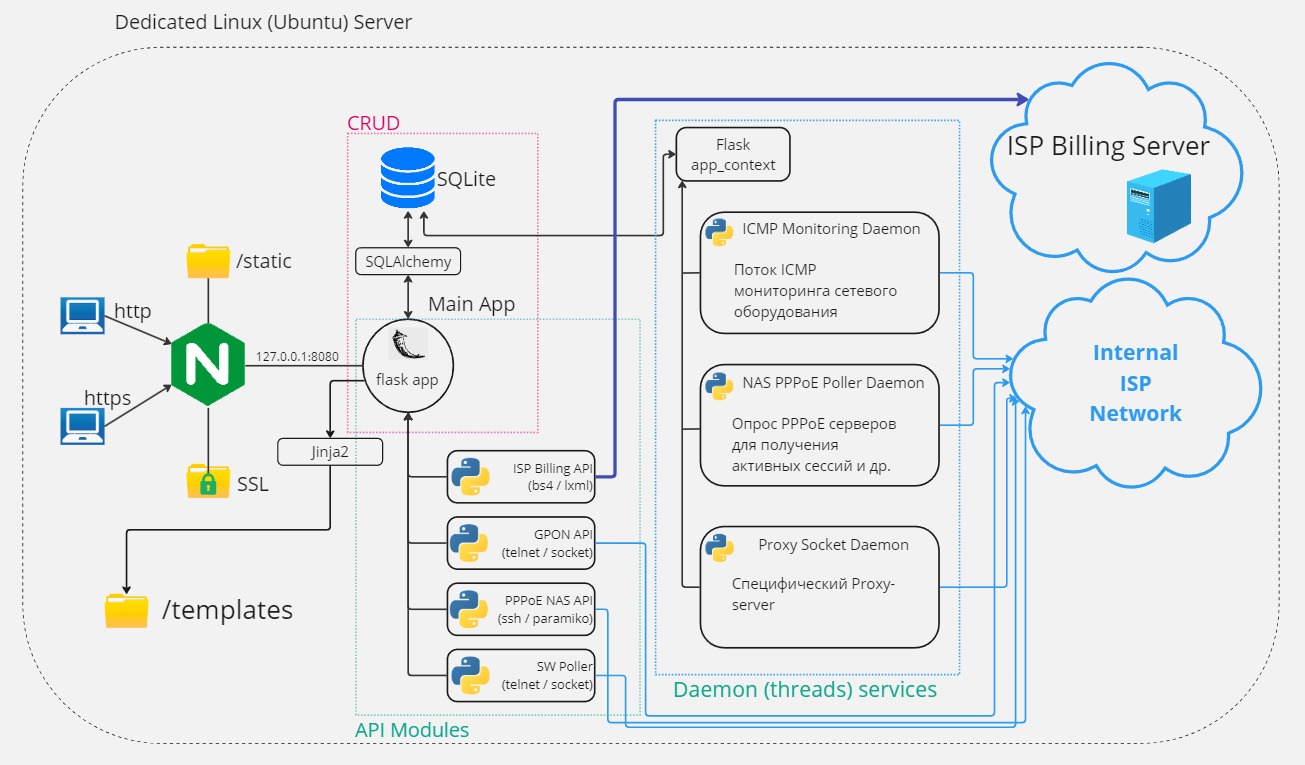 Dedicated Linux (Ubuntu) Server
CRUD
SQLite
SQLAlchemy
Main App
/static
http
https
N
127.0.0.1:8080
flask app
SSL
Jinja2
/templates
ISP Billing API
(bs4 / lxml)
GPON API
(telnet / socket)
PPPoE NAS API
(ssh / paramiko)
SW Poller
(telnet / socket)
API Modules
Flask
app_context
ICMP Monitoring Daemon
Поток ICMP
мониторинга сетевого
оборудования
NAS PPPoE Poller Daemon
Опрос PPPoE серверов
для получения
активных сессий и др.
Proxy Socket Daemon
Специфический Proxy-
server
Daemon (threads) services
ISP Billing Server
Internal
ISP
Network